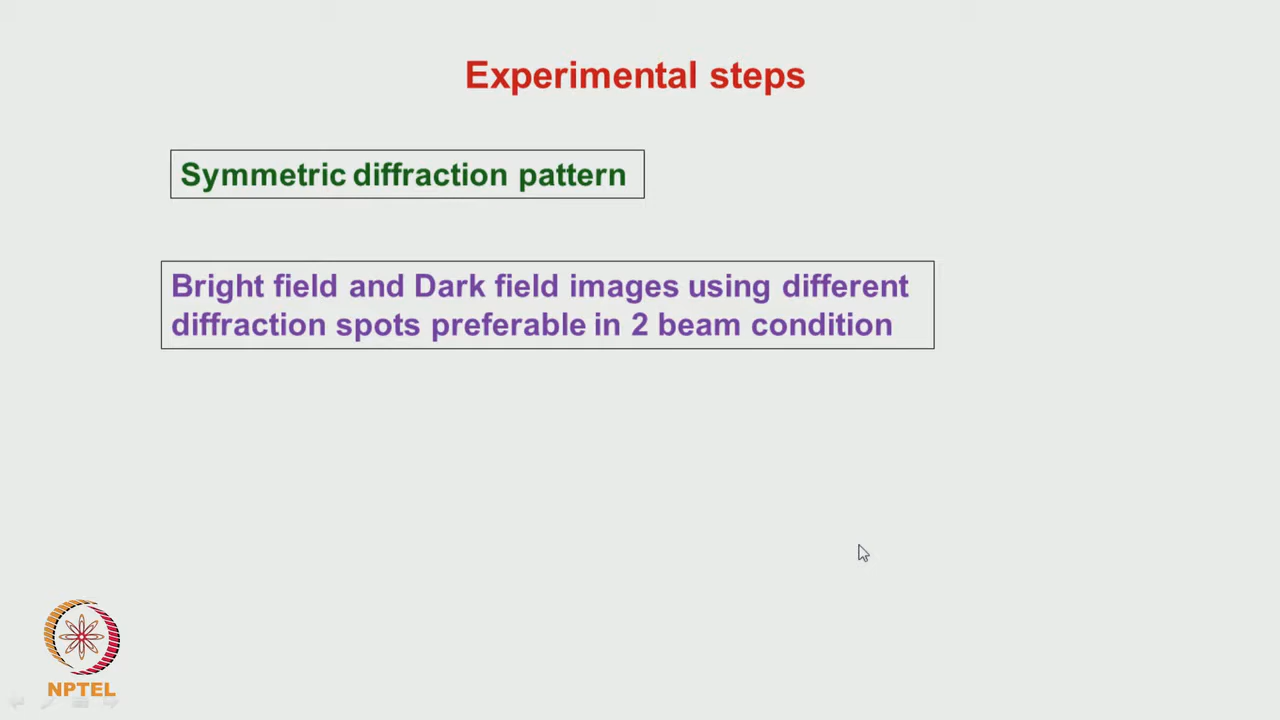 Experimental steps
Symmetric diffraction pattern
Bright field and Dark field images using different
diffraction spots preferable in 2 beam condition
NPTEL